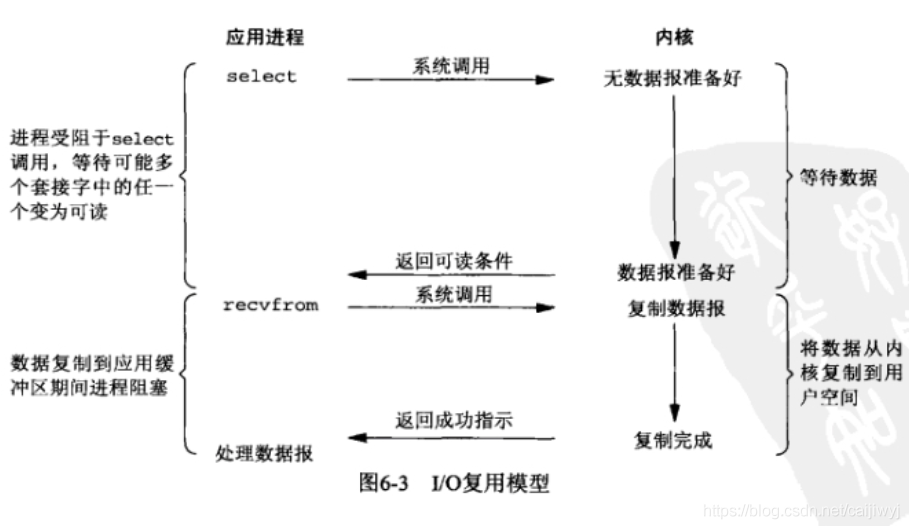 应用进程
内核
select
系统调用
无数据报准备好
进程受阻于select
调用，等待可能多
个套接字中的任一
个变为可读
等待数据
返回可读条件
数据报准备好
recvfrom
系统调用
复制数据报
数据复制到应用缓
冲区期间进程阻塞
将数据从内
核复制到用
户空间
返回成功指示
复制完成
处理数据报
图6-3 I/O复用模型
https://blog.csdn.net/caijiwyj